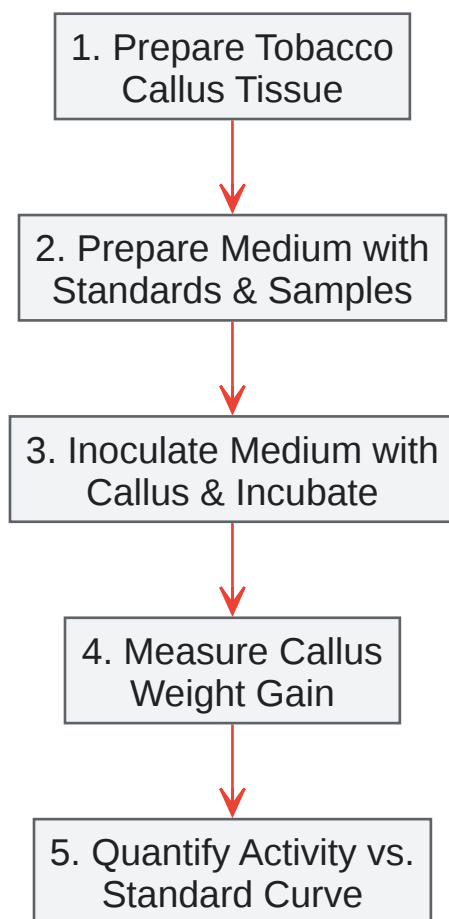 1. Prepare Tobacco
Callus Tissue
2. Prepare Medium with
Standards & Samples
3. Inoculate Medium with
Callus & Incubate
4. Measure Callus
Weight Gain
5. Quantify Activity vs.
Standard Curve